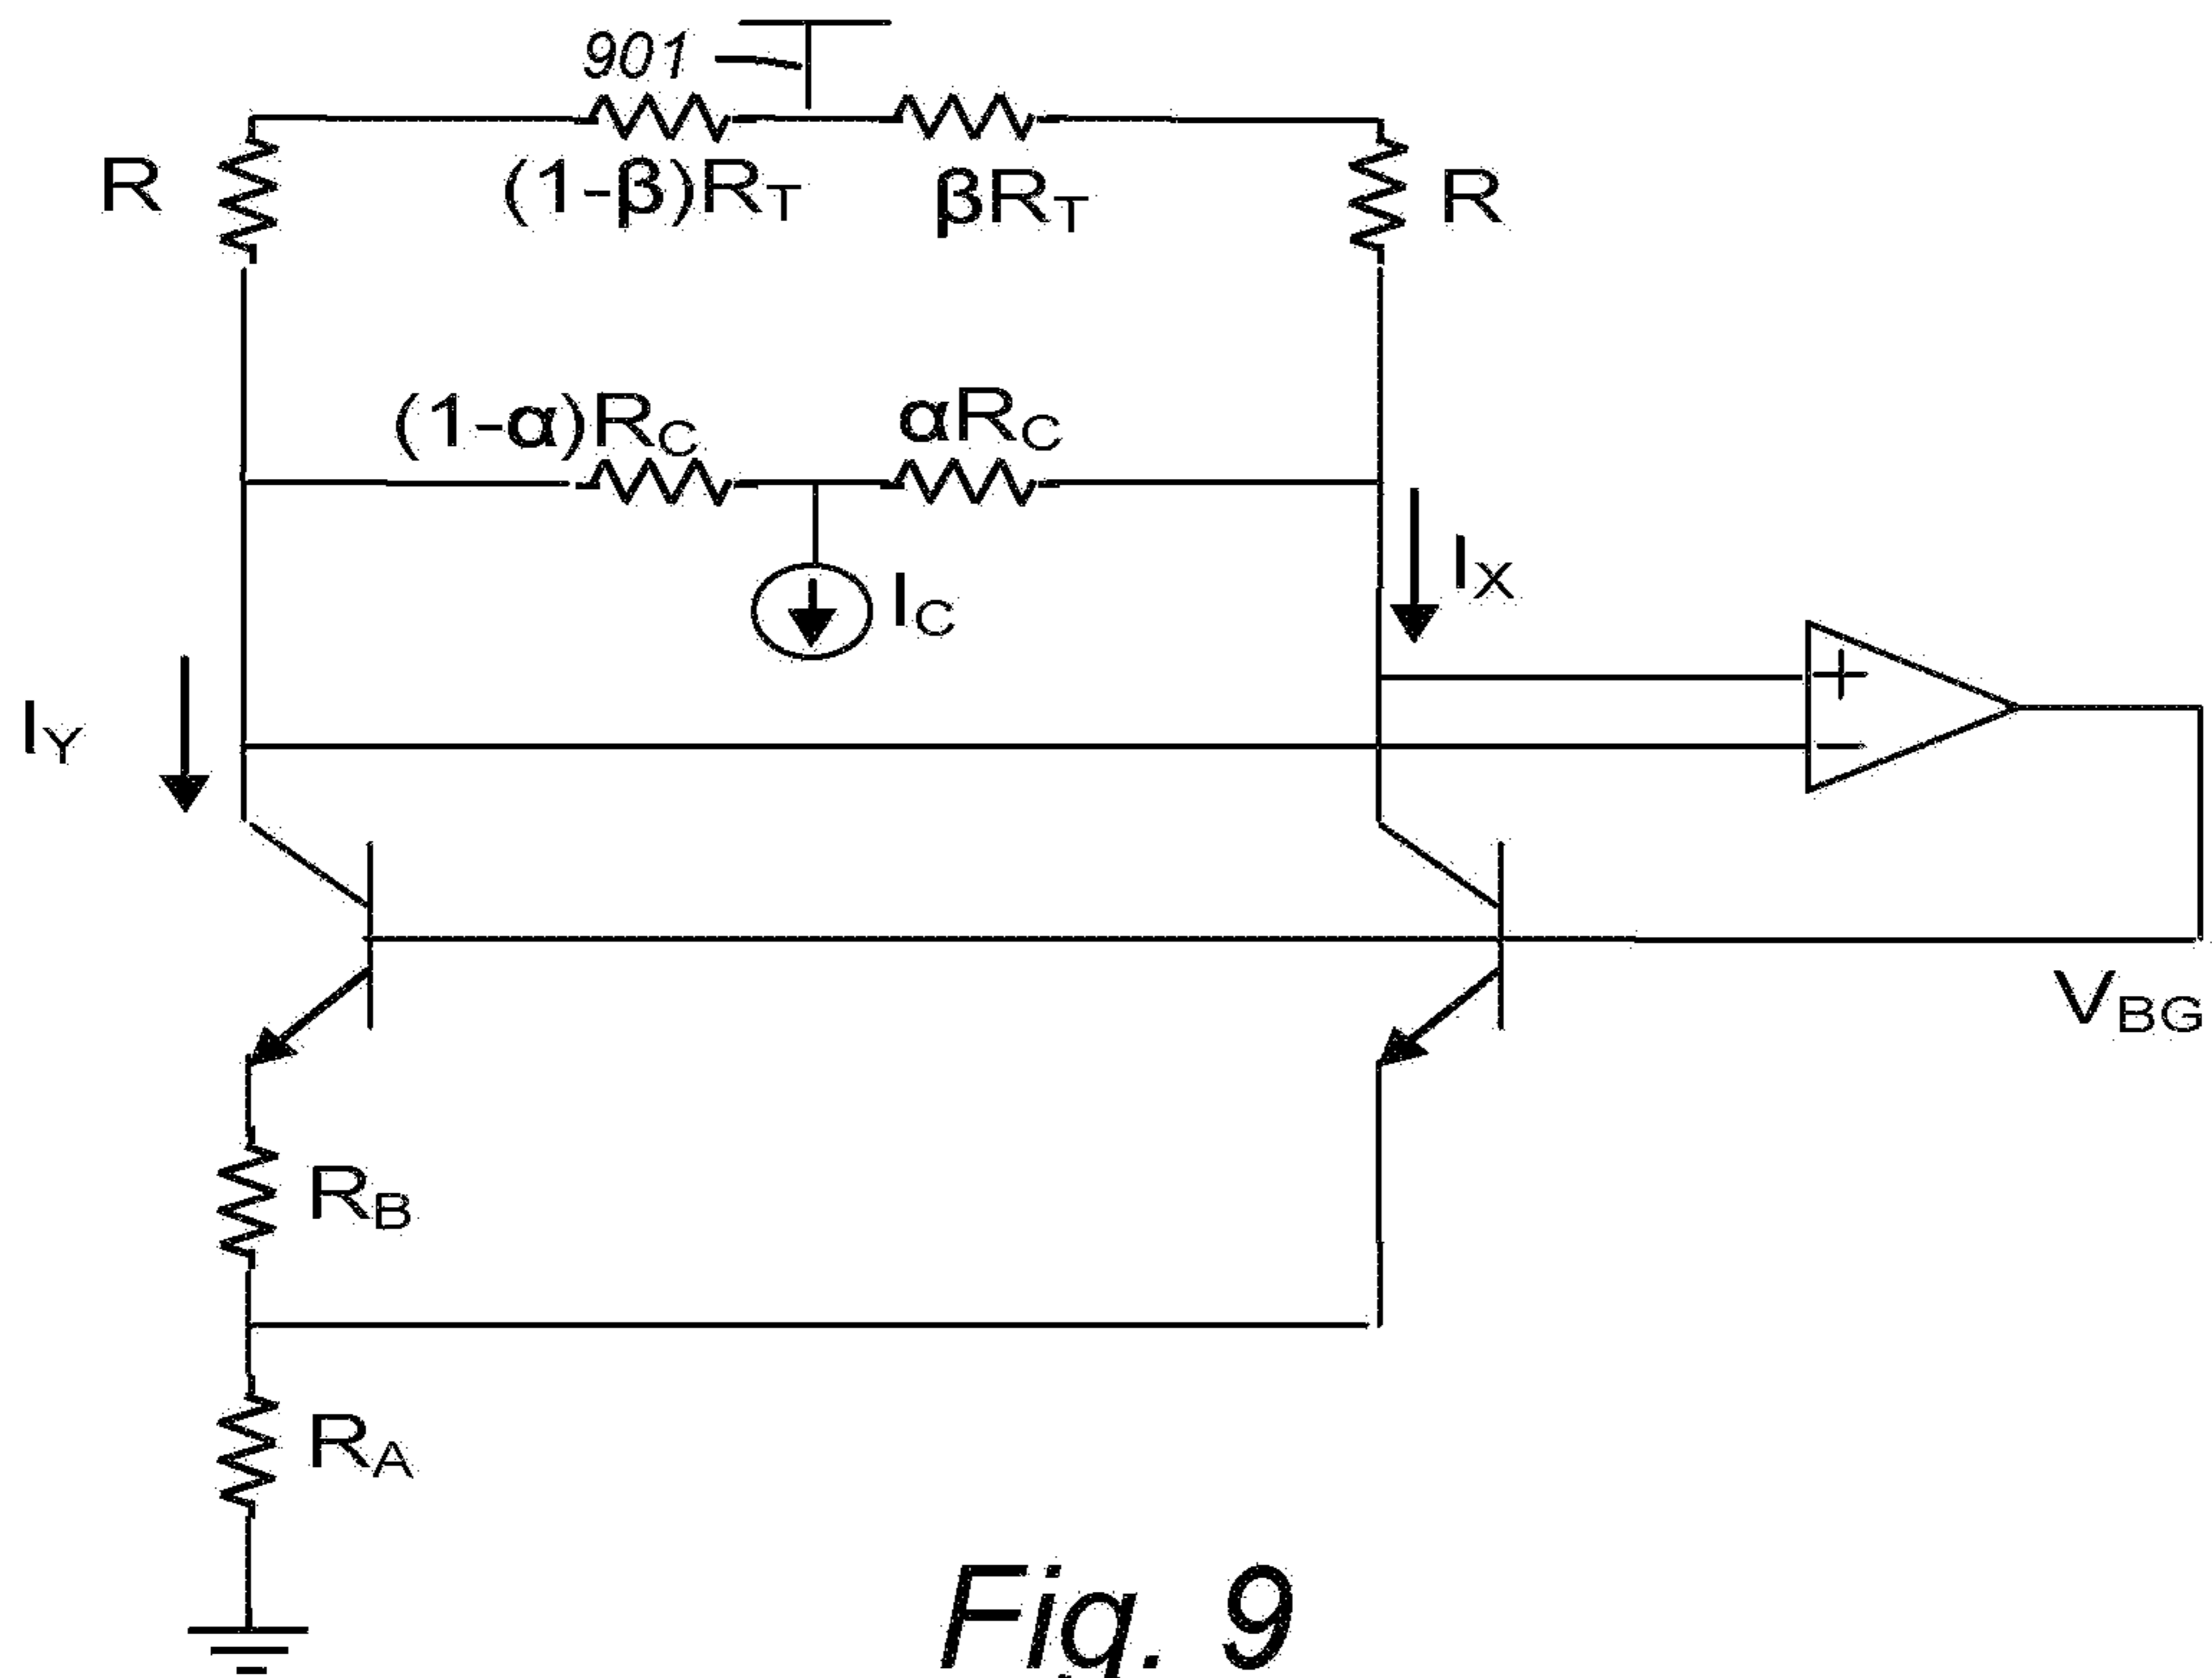 901
R
(1-β)R_T
βR_T
R
(1-α)R_C
αR_C
I_C
I_X
I_Y
+
−
V_BG
R_B
R_A
Fig. 9